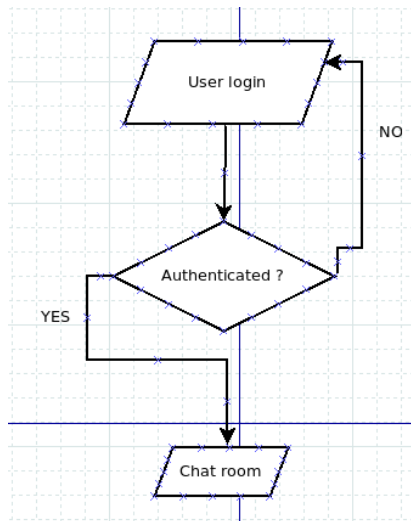 User login
NO
Authenticated ?
YES
Chat room